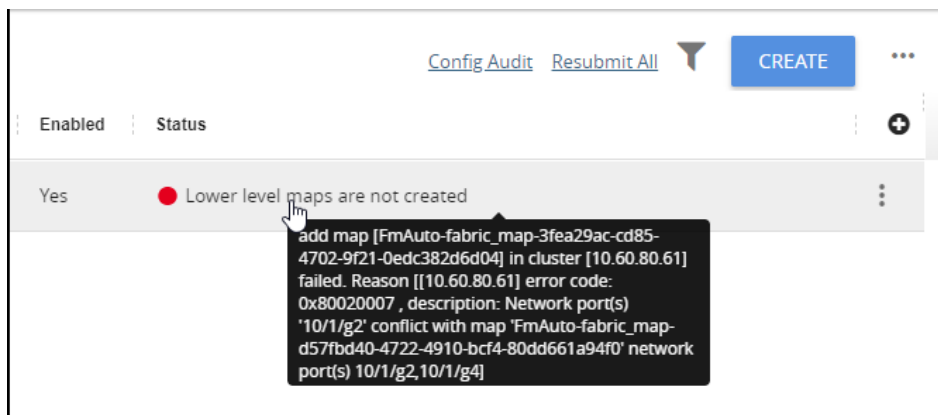 Config Audit Resubmit All CREATE
Enabled Status
Yes Lower level maps are not created
add map [FmAuto-fabric_map-3fea29ac-cd85-
4702-9f21-0edc382d6d04] in cluster [10.60.80.61]
failed. Reason [[10.60.80.61] error code:
0x80020007 , description: Network port(s)
'10/1/g2' conflict with map 'FmAuto-fabric_map-
d57fbd40-4722-4910-bcf4-80dd661a94f0' network
port(s) 10/1/g2,10/1/g4]